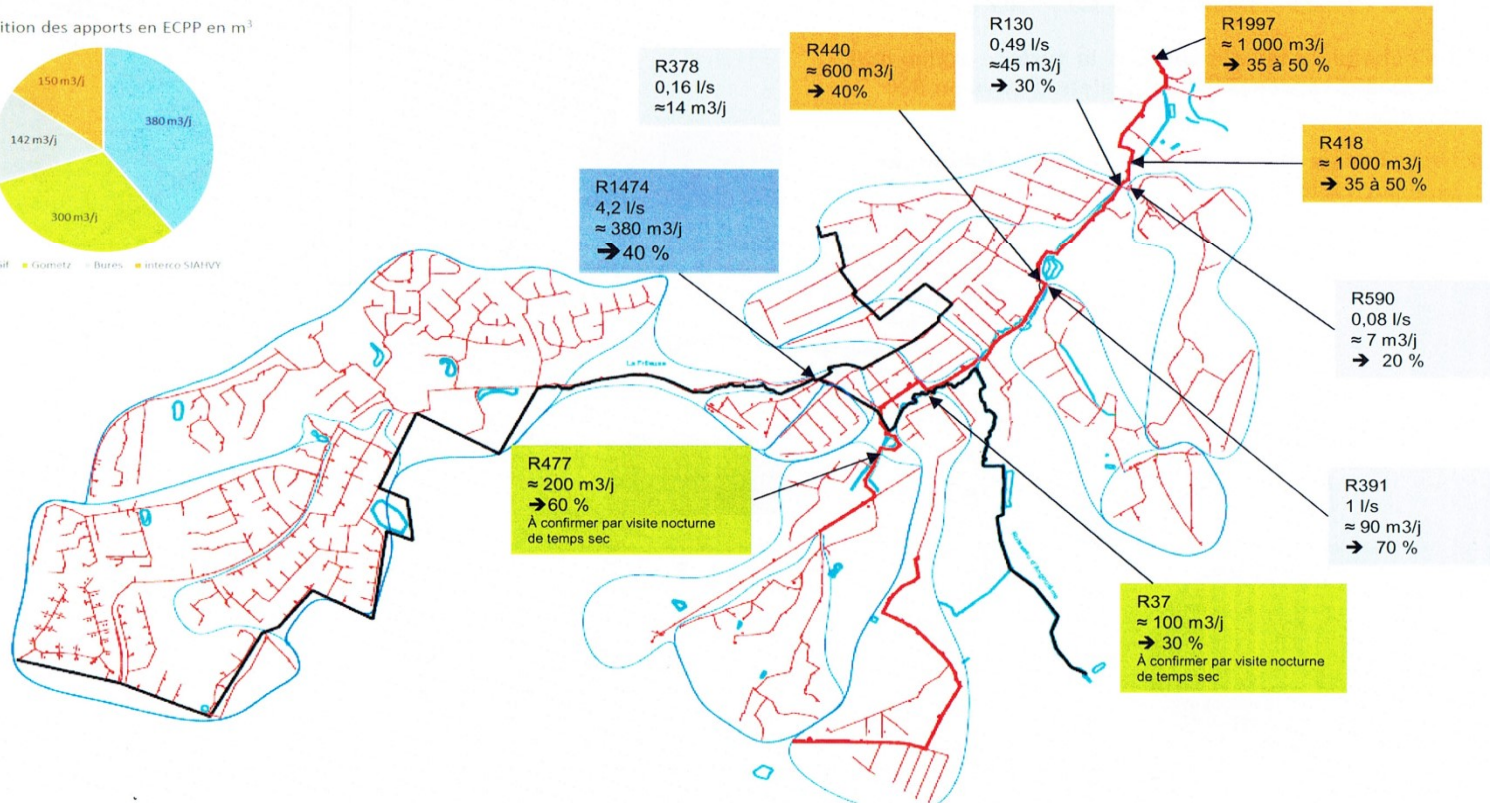 ition des apports en ECPP en m³
150 m3/j
380 m3/j
142 m3/j
300 m3/j
Gometz
Bures
interco SIAHVY
R378
0,16 l/s
≈14 m3/j
R440
≈ 600 m3/j
➔ 40%
R130
0,49 l/s
≈45 m3/j
➔ 30 %
R1997
≈ 1 000 m3/j
➔ 35 à 50 %
R418
≈ 1 000 m3/j
➔ 35 à 50 %
R1474
4,2 l/s
≈ 380 m3/j
➔40 %
R590
0,08 l/s
≈ 7 m3/j
➔ 20 %
R477
≈ 200 m3/j
➔60 %
À confirmer par visite nocturne
de temps sec
R391
1 l/s
≈ 90 m3/j
➔ 70 %
R37
≈ 100 m3/j
➔ 30 %
À confirmer par visite nocturne
de temps sec